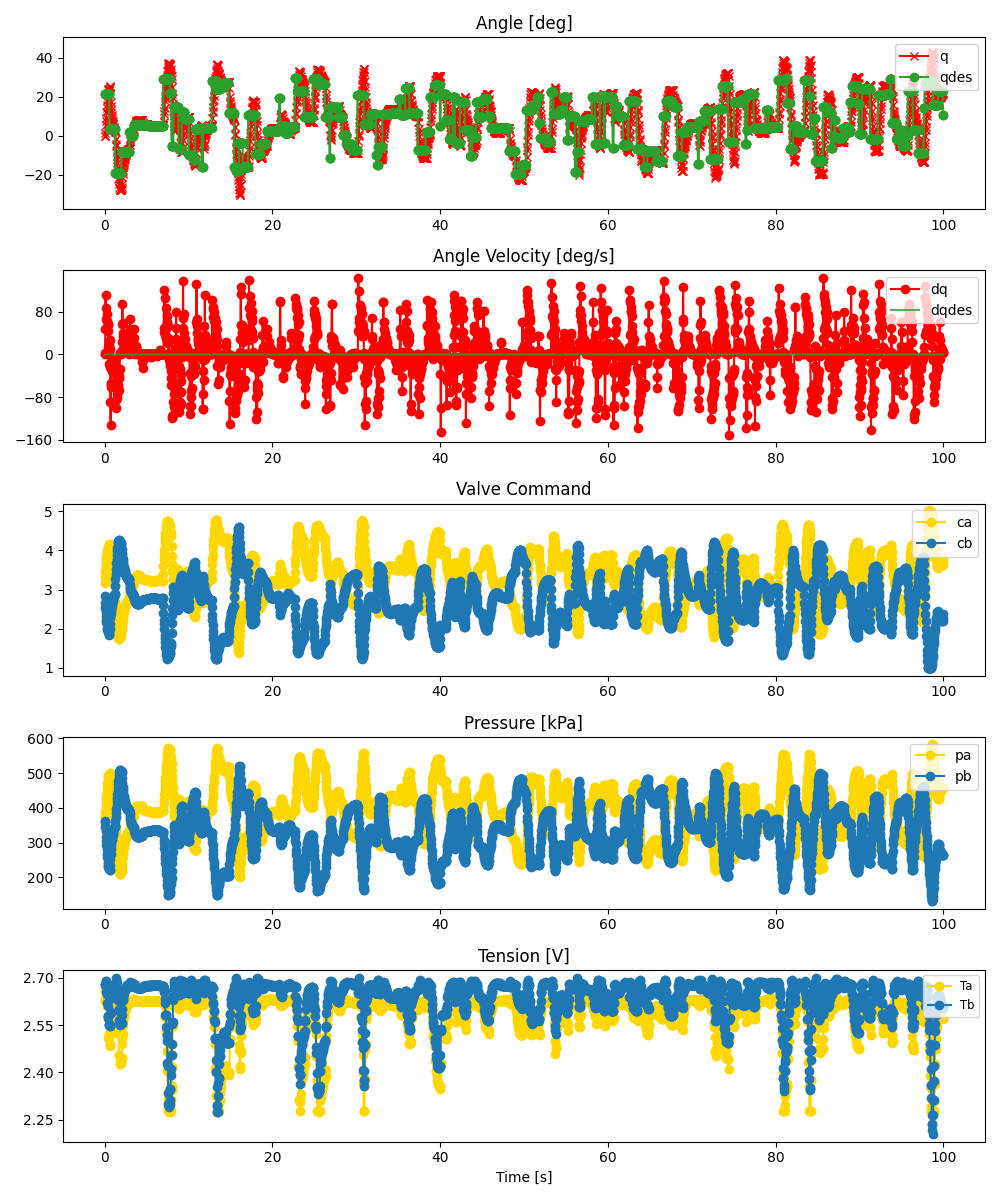 Angle [deg]
40
20
0
−20
q
qdes
0 20 40 60 80 100
Angle Velocity [deg/s]
80
0
−80
−160
dq
dqdes
0 20 40 60 80 100
Valve Command
5
4
3
2
1
ca
cb
0 20 40 60 80 100
Pressure [kPa]
600
500
400
300
200
pa
pb
0 20 40 60 80 100
Tension [V]
2.70
2.55
2.40
2.25
Ta
Tb
0 20 40 60 80 100
Time [s]